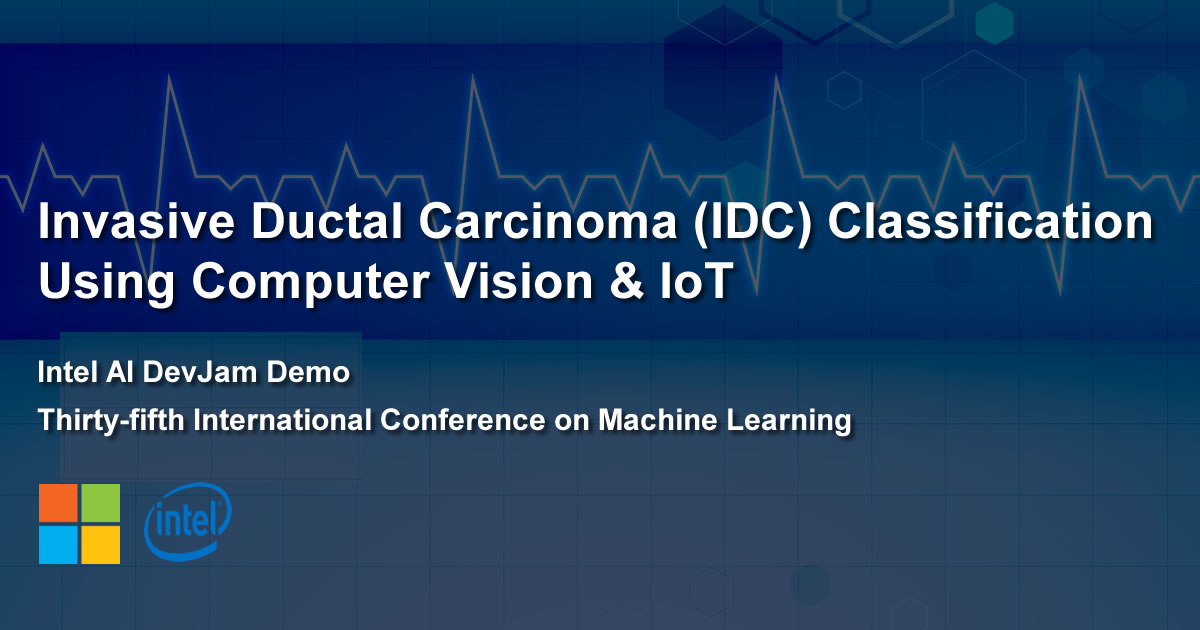 Invasive Ductal Carcinoma (IDC) Classification
Using Computer Vision & IoT
Intel AI DevJam Demo
Thirty-fifth International Conference on Machine Learning
intel